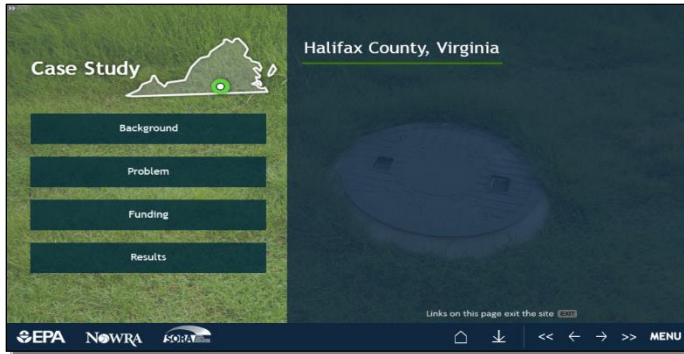 Case Study
Background
Problem
Funding
Results
Halifax County, Virginia
Links on this page exit the site EXIT
EPA NOWRA SORA
<< ← → >> MENU